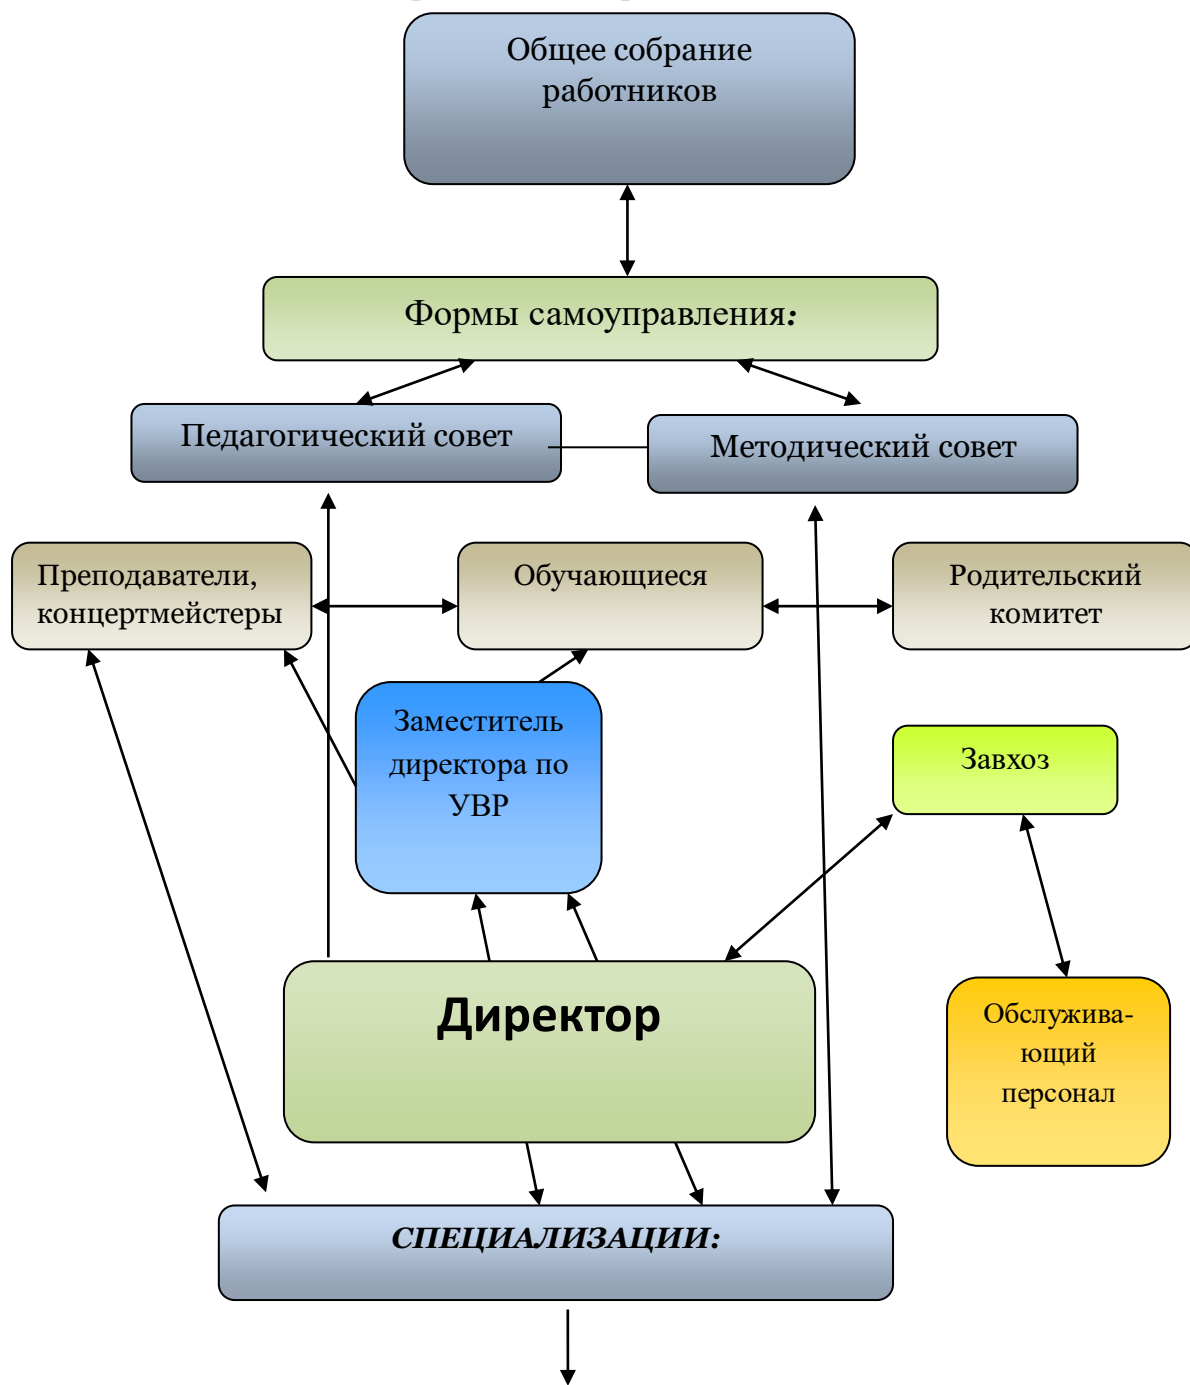 Общее собрание
работников
Формы самоуправления:
Педагогический совет
Методический совет
Преподаватели,
концертмейстеры
Обучающиеся
Родительский
комитет
Заместитель
директора по
УВР
Завхоз
Директор
Обслужива-
ющий
персонал
СПЕЦИАЛИЗАЦИИ: